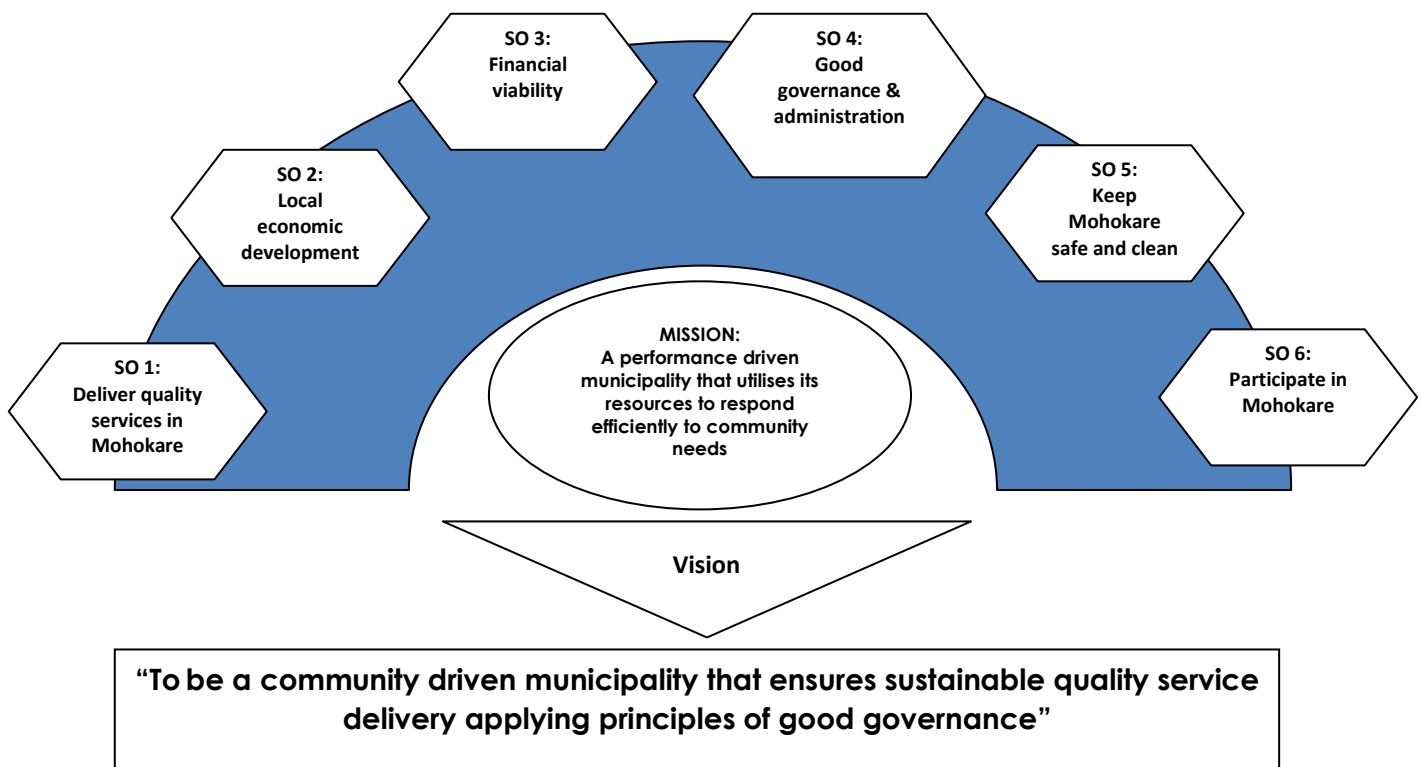 SO 1:
Deliver quality
services in
Mohokare
SO 2:
Local
economic
development
SO 3:
Financial
viability
SO 4:
Good
governance &
administration
SO 5:
Keep
Mohokare
safe and clean
SO 6:
Participate in
Mohokare
MISSION:
A performance driven
municipality that utilises its
resources to respond
efficiently to community
needs
Vision
“To be a community driven municipality that ensures sustainable quality service
delivery applying principles of good governance”